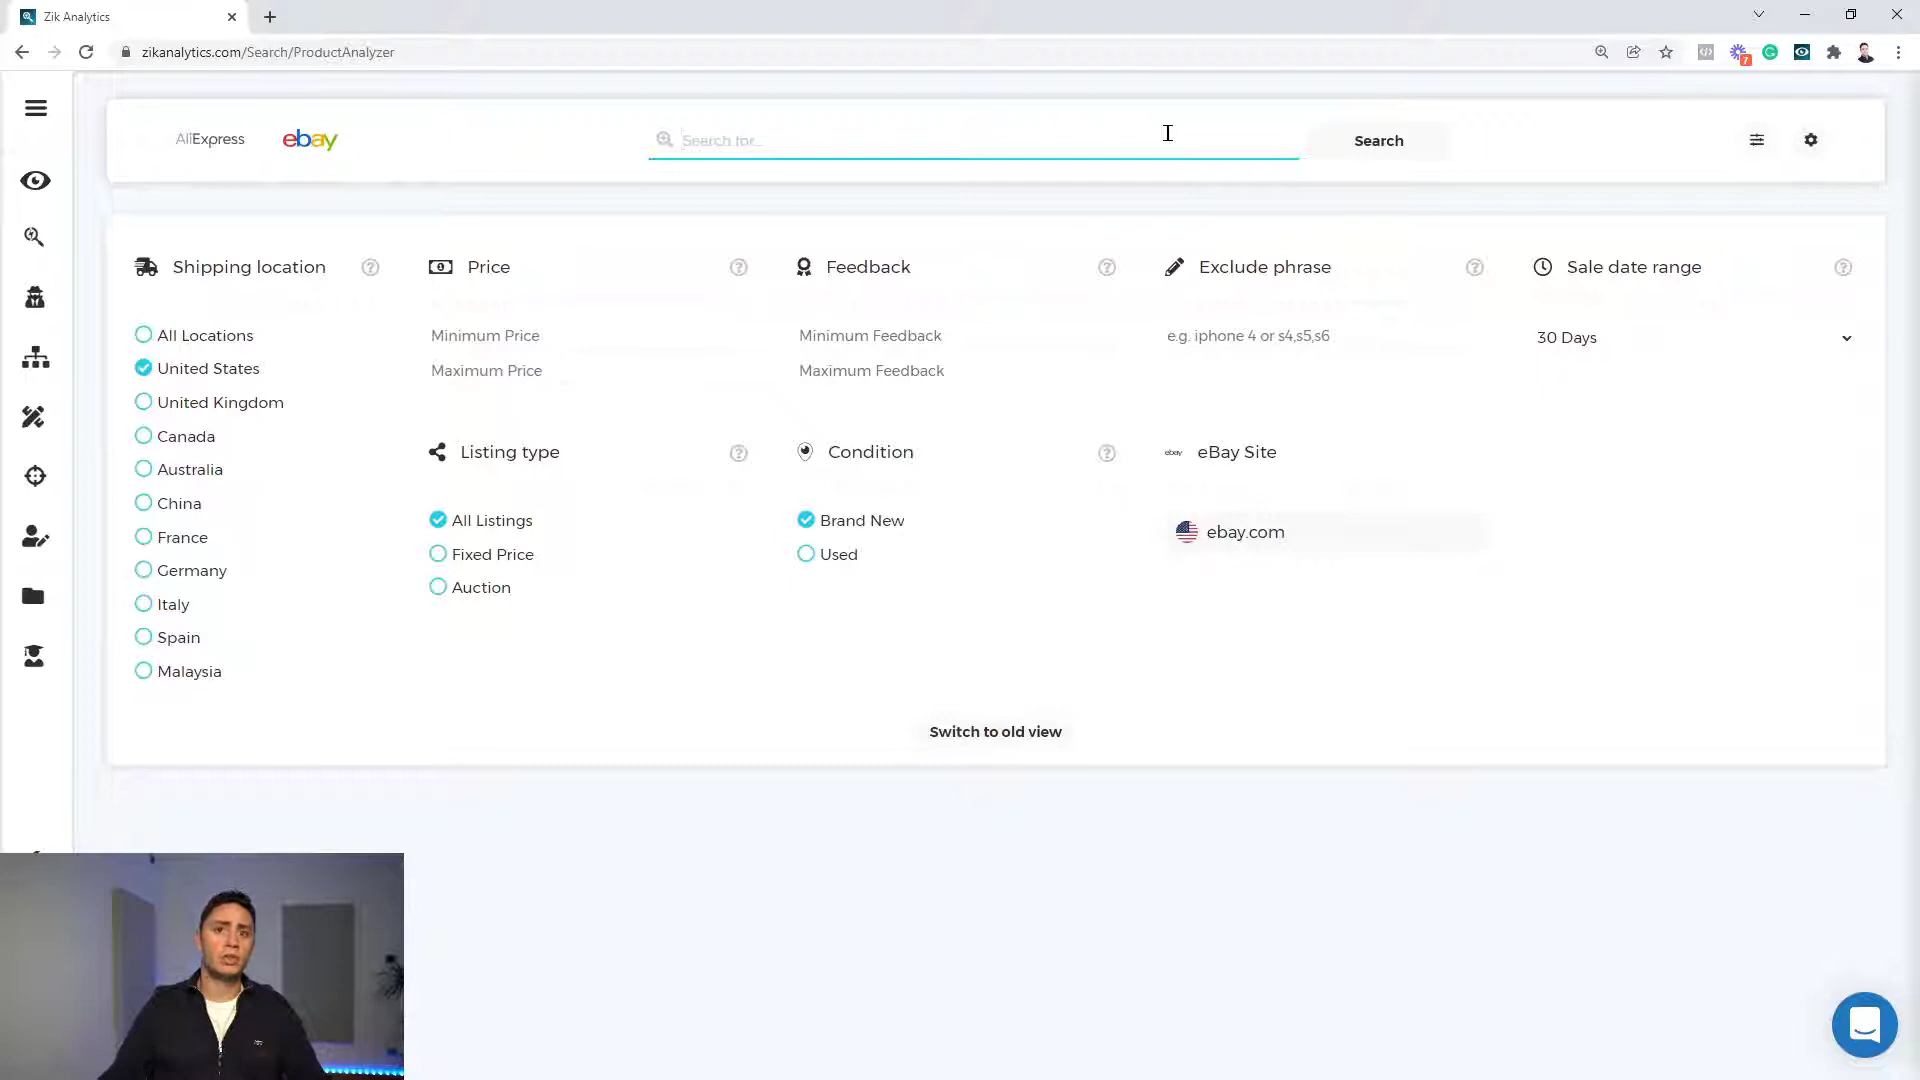 Zik Analytics
zikanalytics.com/Search/ProductAnalyzer
7
AliExpress
ebay
Search for...
Search
Shipping location
Price
Feedback
Exclude phrase
Sale date range
All Locations
United States
United Kingdom
Canada
Australia
China
France
Germany
Italy
Spain
Malaysia
Minimum Price
Maximum Price
Minimum Feedback
Maximum Feedback
e.g. iphone 4 or s4,s5,s6
30 Days
Listing type
All Listings
Fixed Price
Auction
Condition
Brand New
Used
ebay
eBay Site
ebay.com
Switch to old view